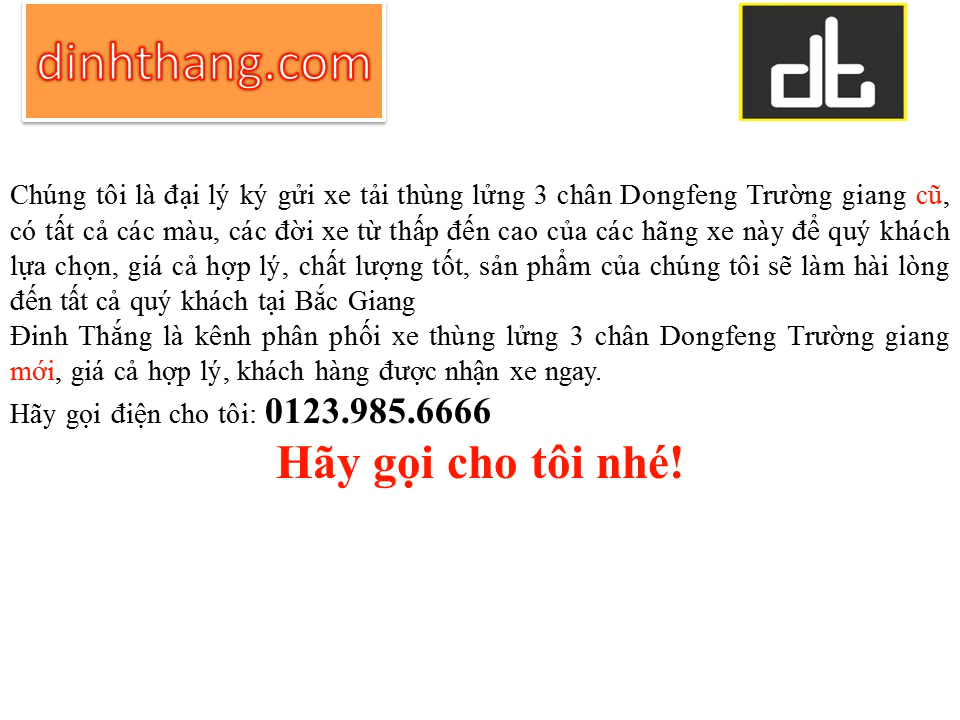 dinhthang.com
dt
Chúng tôi là đại lý ký gửi xe tải thùng lửng 3 chân Dongfeng Trường giang cũ,
có tất cả các màu, các đời xe từ thấp đến cao của các hãng xe này để quý khách
lựa chọn, giá cả hợp lý, chất lượng tốt, sản phẩm của chúng tôi sẽ làm hài lòng
đến tất cả quý khách tại Bắc Giang
Đinh Thắng là kênh phân phối xe thùng lửng 3 chân Dongfeng Trường giang
mới, giá cả hợp lý, khách hàng được nhận xe ngay.
Hãy gọi điện cho tôi: 0123.985.6666
Hãy gọi cho tôi nhé!